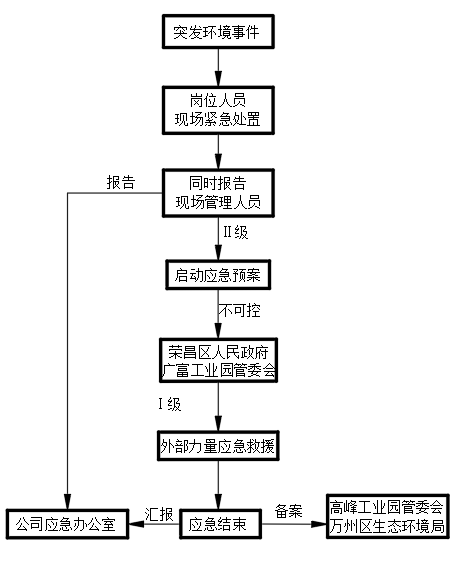 突发环境事件
岗位人员
现场紧急处置
报告
同时报告
现场管理人员
Ⅱ级
启动应急预案
不可控
荣昌区人民政府
广富工业园管委会
Ⅰ级
外部力量应急救援
公司应急办公室
汇报
应急结束
备案
高峰工业园管委会
万州区生态环境局